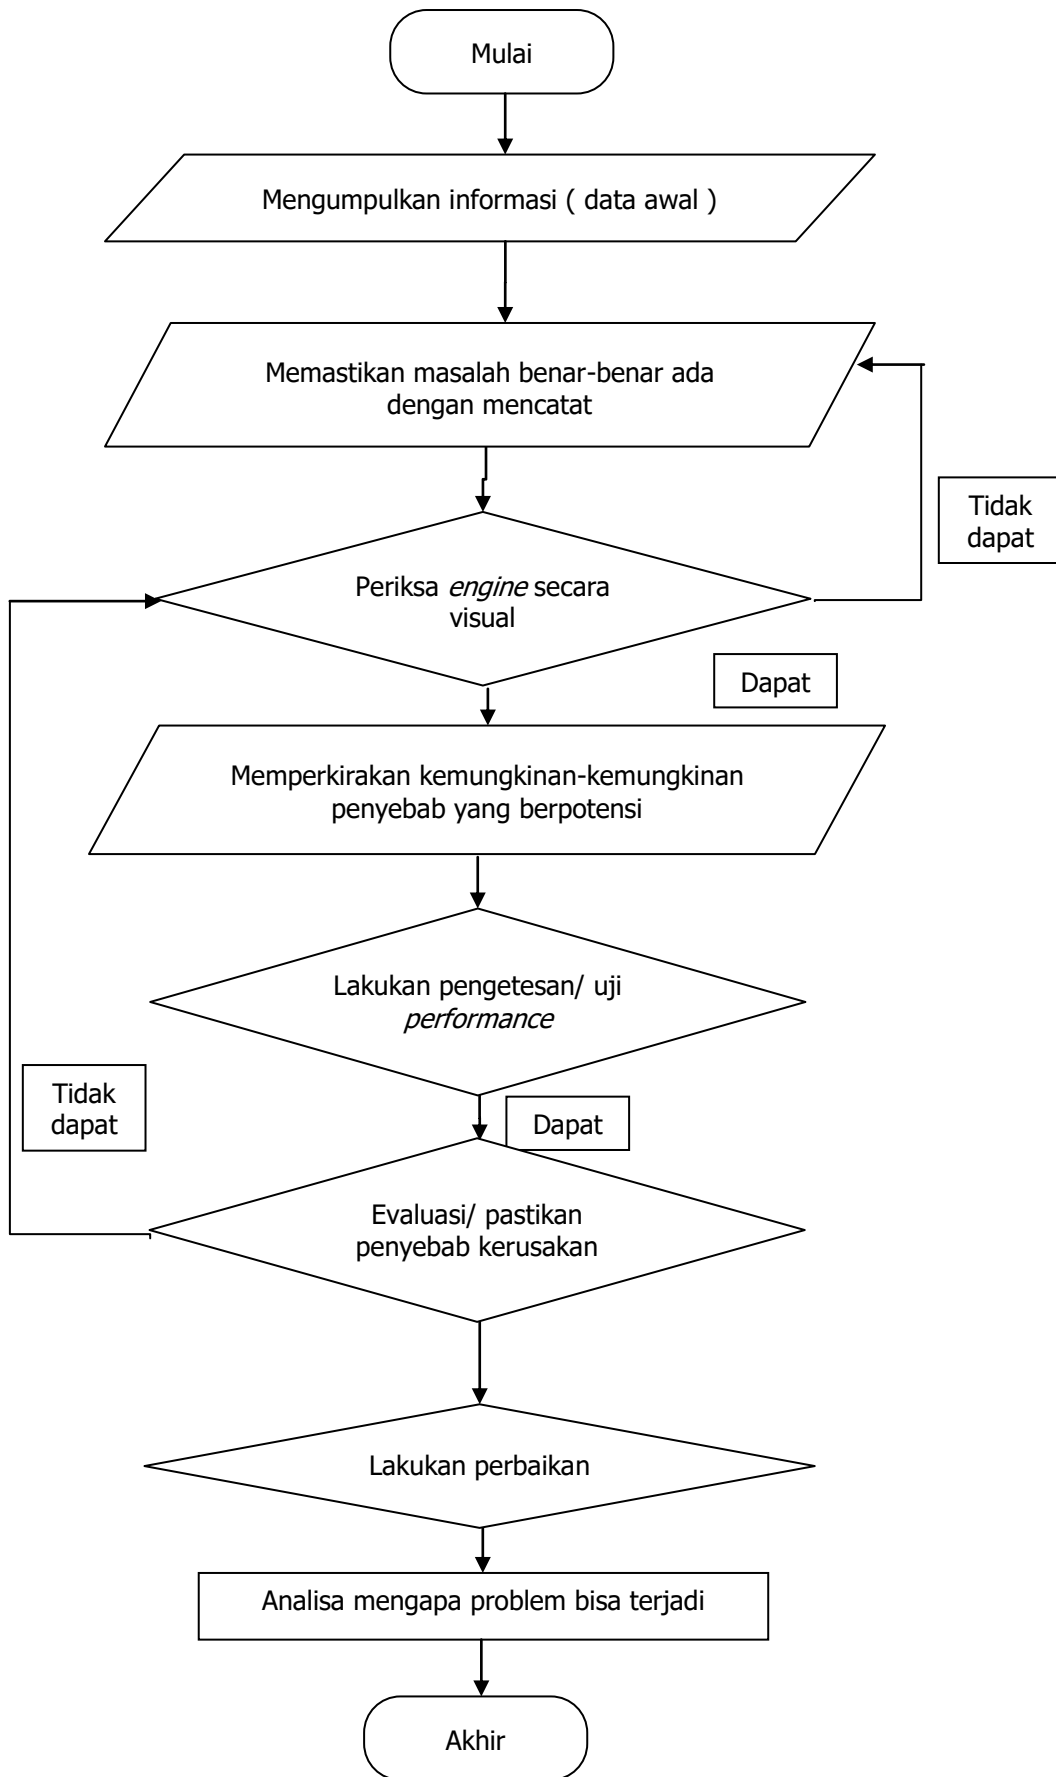 Mulai
Mengumpulkan informasi ( data awal )
Memastikan masalah benar-benar ada
dengan mencatat
Tidak
dapat
Periksa engine secara
visual
Dapat
Memperkirakan kemungkinan-kemungkinan
penyebab yang berpotensi
Lakukan pengetesan/ uji
performance
Tidak
dapat
Dapat
Evaluasi/ pastikan
penyebab kerusakan
Lakukan perbaikan
Analisa mengapa problem bisa terjadi
Akhir